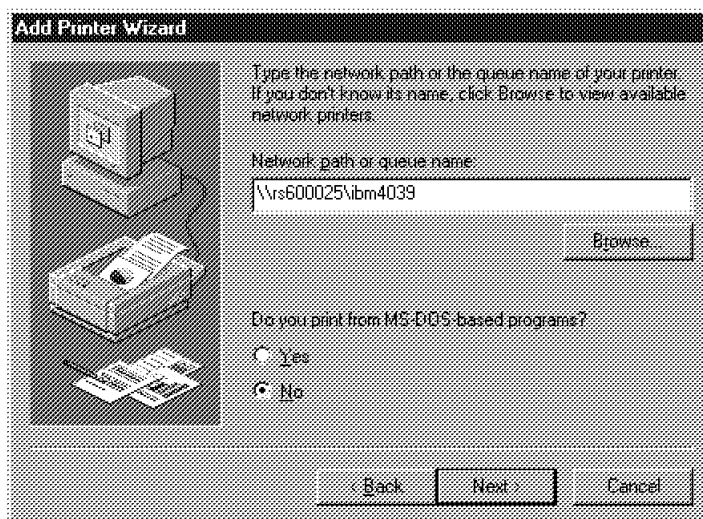 Add Printer Wizard
Type the network path or the queue name of your printer.
If you don't know its name, click Browse to view available
network printers.
Network path or queue name:
\\rs600025\ibm4039
Browse...
Do you print from MS-DOS-based programs?
Yes
No
< Back
Next >
Cancel